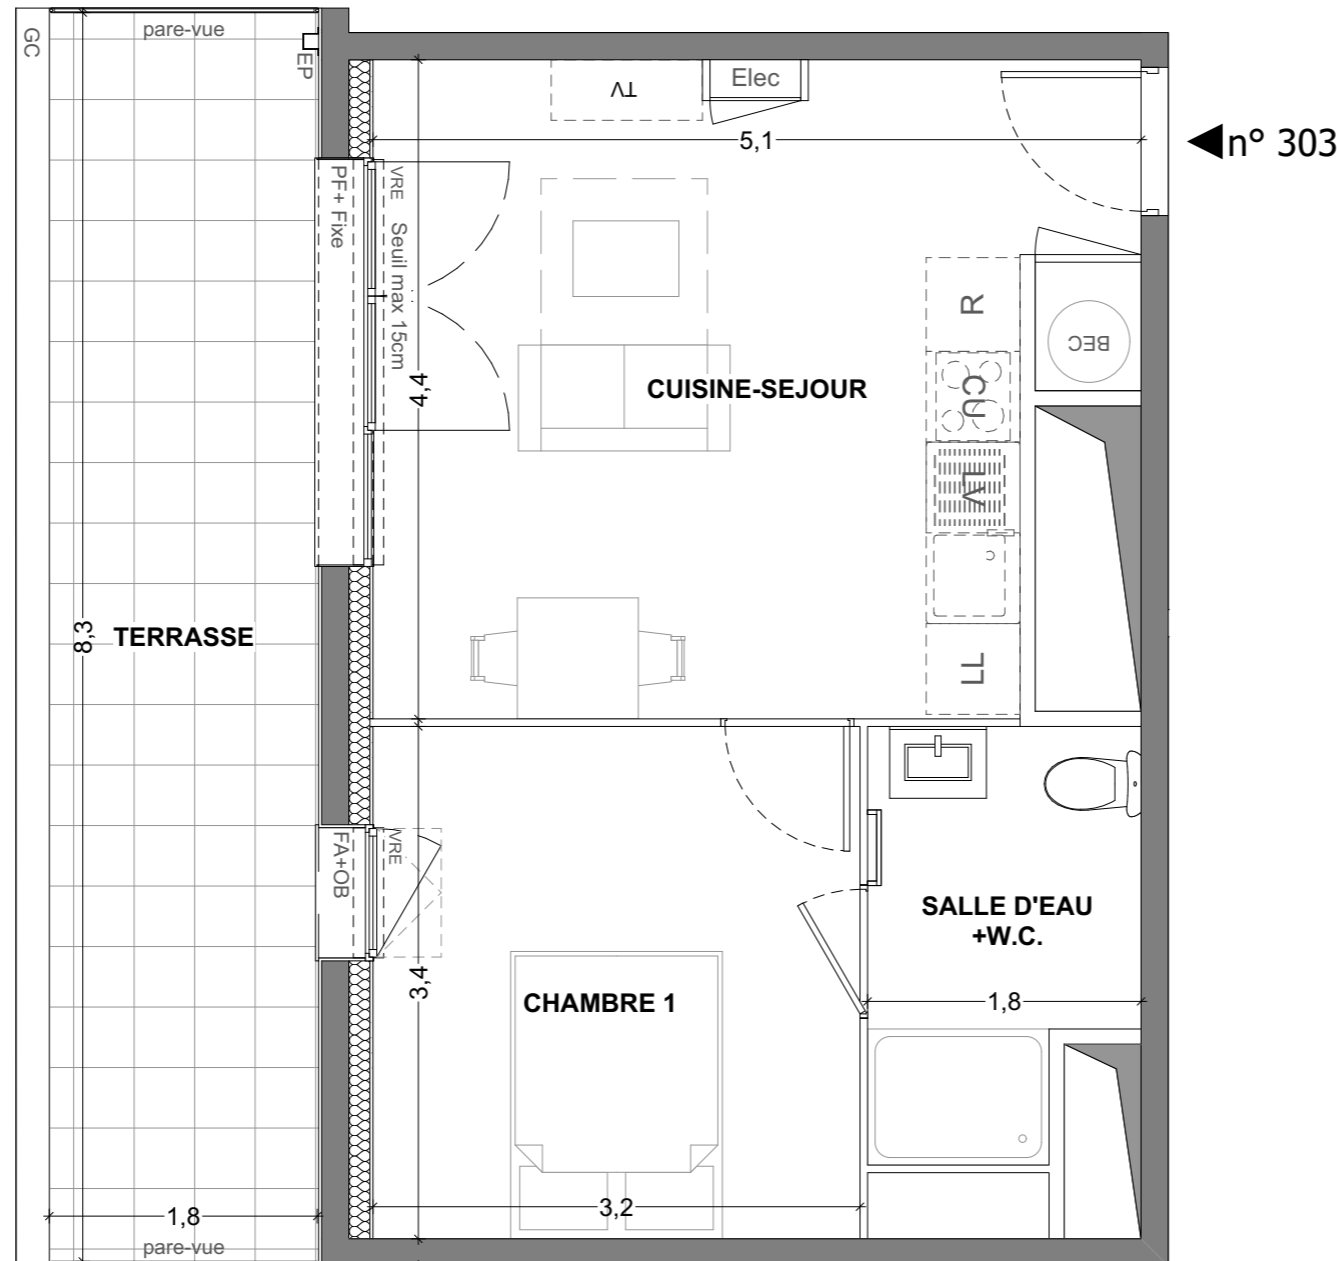 GC
pare-vue
EP
TV
Elec
5,1
n° 303
PF+ Fixe
VRE
Seuil max 15cm
4,4
R
BEC
CU
CUISINE-SEJOUR
LV
8,3
TERRASSE
LL
FA+OB
VRE
SALLE D'EAU
+W.C.
3,4
CHAMBRE 1
1,8
3,2
1,8
pare-vue